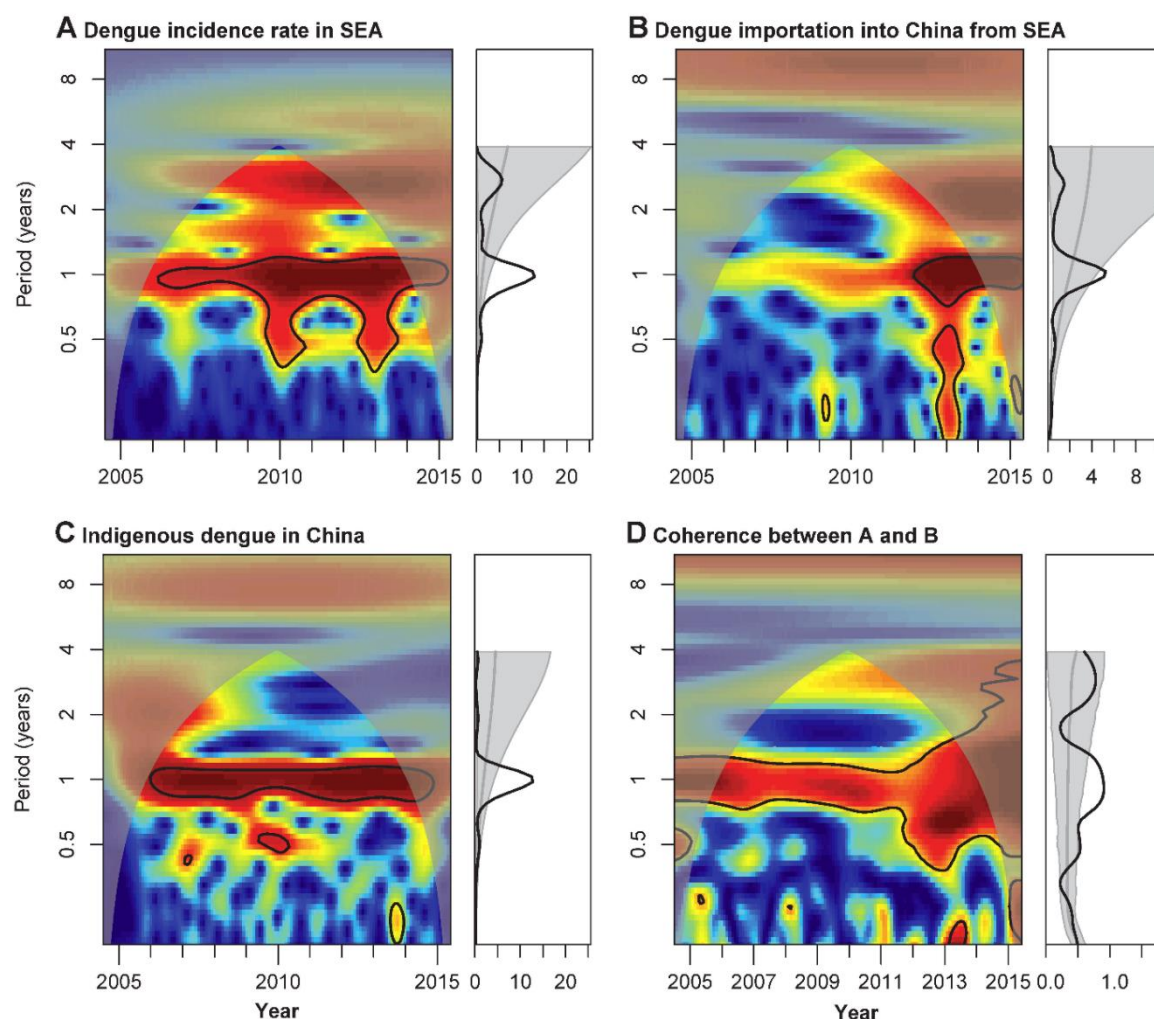 A Dengue incidence rate in SEA
B Dengue importation into China from SEA
Period (years)
8
4
2
1
0.5
2005 2010 2015
0 10 20
8
4
2
1
0.5
2005 2010 2015
0 4 8
C Indigenous dengue in China
D Coherence between A and B
Period (years)
8
4
2
1
0.5
2005 2010 2015
0 10 20
Year
8
4
2
1
0.5
2005 2007 2009 2011 2013 2015
0.0 1.0
Year